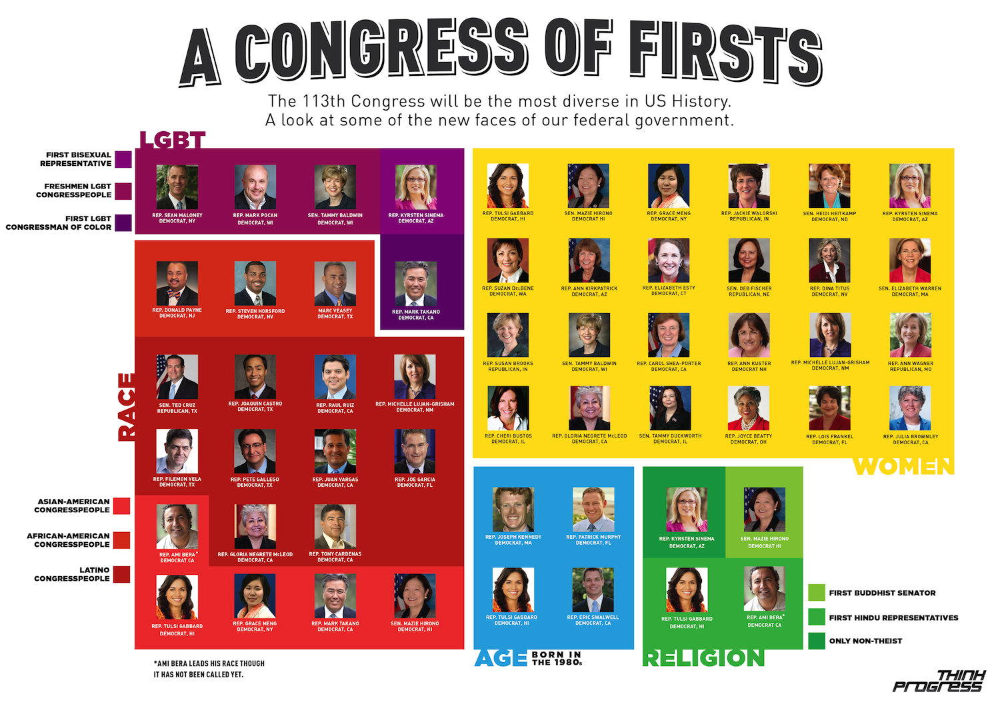 A CONGRESS OF FIRSTS
The 113th Congress will be the most diverse in US History.
A look at some of the new faces of our federal government.
LGBT
FIRST BISEXUAL
REPRESENTATIVE
FRESHMEN LGBT
CONGRESSPEOPLE
FIRST LGBT
CONGRESSMAN OF COLOR
REP. SEAN MALONEY
DEMOCRAT, NY
REP. MARK POCAN
DEMOCRAT, WI
SEN. TAMMY BALDWIN
DEMOCRAT, WI
REP. KYRSTEN SINEMA
DEMOCRAT, AZ
REP. MARK TAKANO
DEMOCRAT, CA
RACE
ASIAN-AMERICAN
CONGRESSPEOPLE
AFRICAN-AMERICAN
CONGRESSPEOPLE
LATINO
CONGRESSPEOPLE
REP. DONALD PAYNE
DEMOCRAT, NJ
REP. STEVEN HORSFORD
DEMOCRAT, NV
MARC VEASEY
DEMOCRAT, TX
SEN. TED CRUZ
REPUBLICAN, TX
REP. JOAQUIN CASTRO
DEMOCRAT, TX
REP. RAUL RUIZ
DEMOCRAT, CA
REP. MICHELLE LUJAN-GRISHAM
DEMOCRAT, NM
REP. FILEMON VELA
DEMOCRAT, TX
REP. PETE GALLEGO
DEMOCRAT, TX
REP. JUAN VARGAS
DEMOCRAT, CA
REP. JOE GARCIA
DEMOCRAT, FL
REP. AMI BERA*
DEMOCRAT CA
REP. GLORIA NEGRETE McLEOD
DEMOCRAT, CA
REP. TONY CARDENAS
DEMOCRAT, CA
REP. TULSI GABBARD
DEMOCRAT, HI
REP. GRACE MENG
DEMOCRAT, NY
REP. MARK TAKANO
DEMOCRAT, CA
SEN. MAZIE HIRONO
DEMOCRAT, HI
*AMI BERA LEADS HIS RACE THOUGH
IT HAS NOT BEEN CALLED YET.
REP. TULSI GABBARD
DEMOCRAT, HI
SEN. MAZIE HIRONO
DEMOCRAT HI
REP. GRACE MENG
DEMOCRAT, NY
REP. JACKIE WALORSKI
REPUBLICAN, IN
SEN. HEIDI HEITKAMP
DEMOCRAT, ND
REP. KYRSTEN SINEMA
DEMOCRAT, AZ
REP. SUZAN DELBENE
DEMOCRAT, WA
REP. ANN KIRKPATRICK
DEMOCRAT, AZ
REP. ELIZABETH ESTY
DEMOCRAT, CT
SEN. DEB FISCHER
REPUBLICAN, NE
REP. DINA TITUS
DEMOCRAT, NV
SEN. ELIZABETH WARREN
DEMOCRAT, MA
REP. SUSAN BROOKS
REPUBLICAN, IN
SEN. TAMMY BALDWIN
DEMOCRAT, WI
REP. CAROL SHEA-PORTER
DEMOCRAT, CA
REP. ANN KUSTER
DEMOCRAT NH
REP. MICHELLE LUJAN-GRISHAM
DEMOCRAT, NM
REP. ANN WAGNER
REPUBLICAN, MO
REP. CHERI BUSTOS
DEMOCRAT, IL
REP. GLORIA NEGRETE McLEOD
DEMOCRAT, CA
SEN. TAMMY DUCKWORTH
DEMOCRAT, IL
REP. JOYCE BEATTY
DEMOCRAT, OH
REP. LOIS FRANKEL
DEMOCRAT, FL
REP. JULIA BROWNLEY
DEMOCRAT, CA
WOMEN
REP. JOSEPH KENNEDY
DEMOCRAT, MA
REP. PATRICK MURPHY
DEMOCRAT, FL
REP. TULSI GABBARD
DEMOCRAT, HI
REP. ERIC SWALWELL
DEMOCRAT, CA
AGE BORN IN
THE 1980s
REP. KYRSTEN SINEMA
DEMOCRAT, AZ
SEN. MAZIE HIRONO
DEMOCRAT HI
REP. TULSI GABBARD
DEMOCRAT, HI
REP. AMI BERA*
DEMOCRAT CA
RELIGION
FIRST BUDDHIST SENATOR
FIRST HINDU REPRESENTATIVES
ONLY NON-THEIST
THINK
PROGRESS